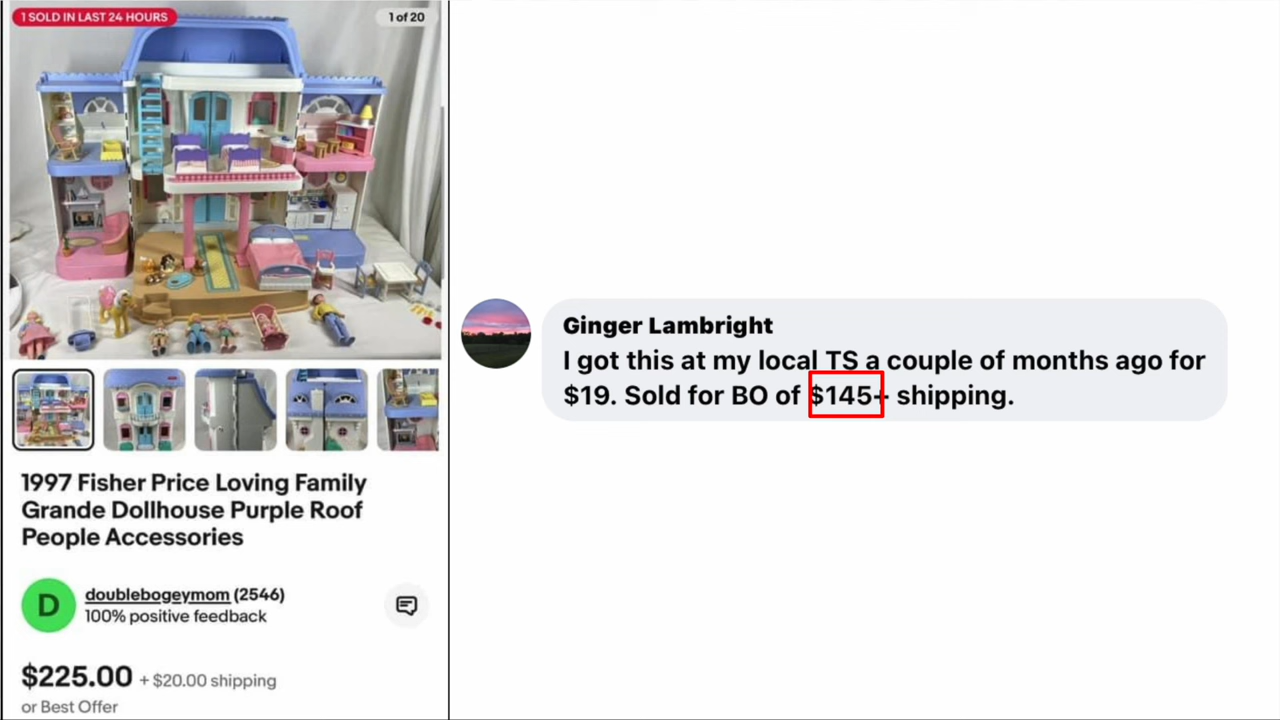 1 SOLD IN LAST 24 HOURS
1 of 20
1997 Fisher Price Loving Family
Grande Dollhouse Purple Roof
People Accessories
D
doublebogeymom (2546)
100% positive feedback
$225.00 + $20.00 shipping
or Best Offer
Ginger Lambright
I got this at my local TS a couple of months ago for
$19. Sold for BO of $145+ shipping.